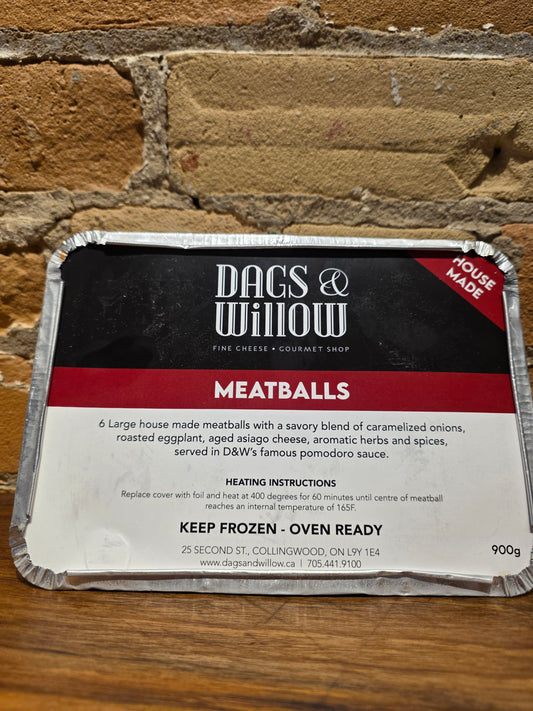 HOUSE
MADE
DAGS &
WillOW
FINE CHEESE • GOURMET SHOP
MEATBALLS
6 Large house made meatballs with a savory blend of caramelized onions,
roasted eggplant, aged asiago cheese, aromatic herbs and spices,
served in D&W's famous pomodoro sauce.
HEATING INSTRUCTIONS
Replace cover with foil and heat at 400 degrees for 60 minutes until centre of meatball
reaches an internal temperature of 165F.
KEEP FROZEN - OVEN READY
25 SECOND ST., COLLINGWOOD, ON L9Y 1E4
www.dagsandwillow.ca | 705.441.9100
900g